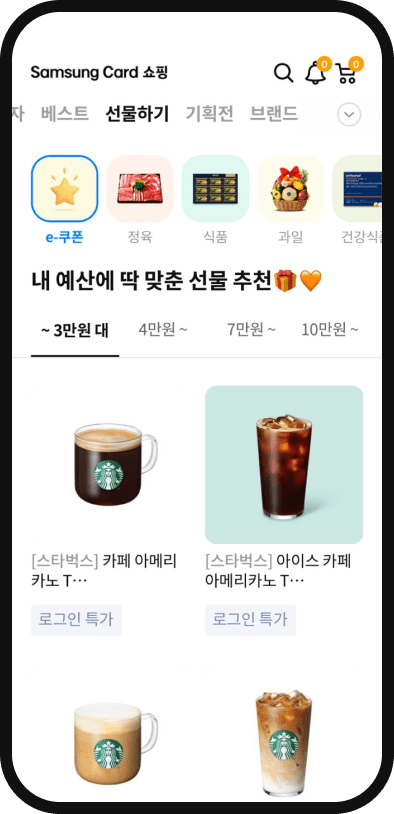 Samsung Card 쇼핑
0 0
자 베스트 선물하기 기획전 브랜드
e-쿠폰 정육 식품 과일 건강식품
내 예산에 딱 맞춘 선물 추천🎁🧡
~ 3만원 대 4만원 ~ 7만원 ~ 10만원 ~
[스타벅스] 카페 아메리
카노 T···
[스타벅스] 아이스 카페
아메리카노 T···
로그인 특가 로그인 특가